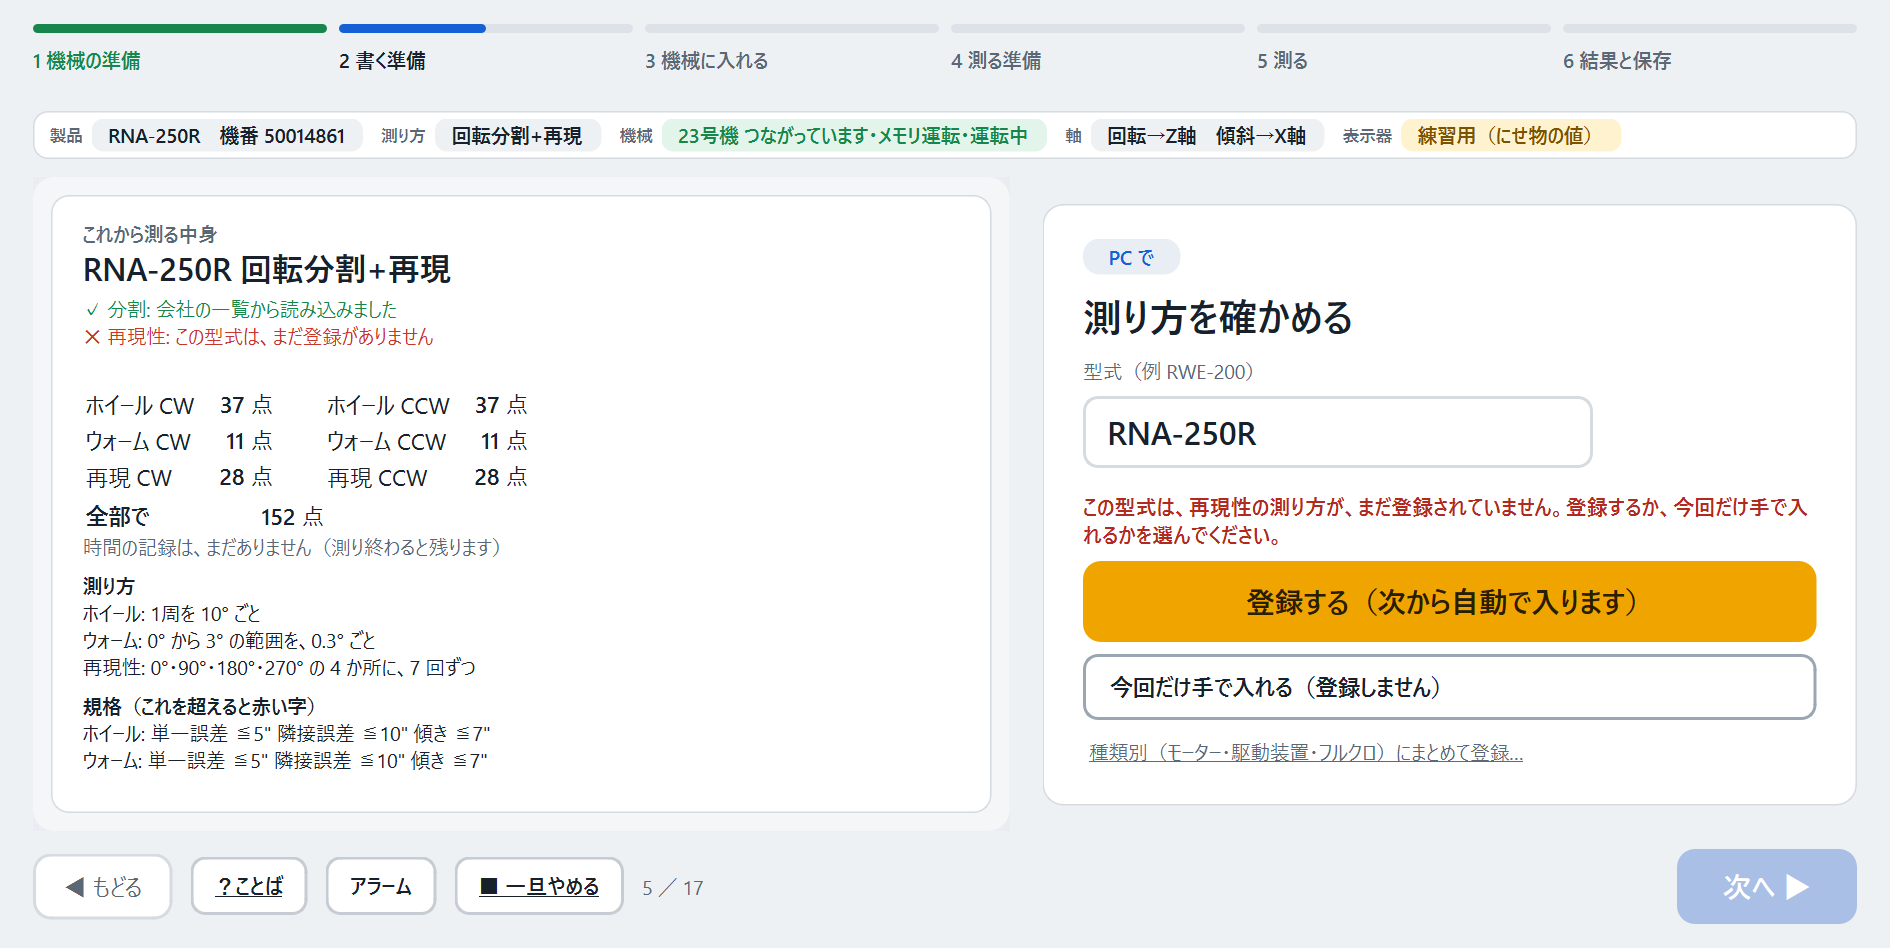 1 機械の準備
2 書く準備
3 機械に入れる
4 測る準備
5 測る
6 結果と保存
製品 RNA-250R 機番 50014861 測り方 回転分割+再現 機械 23号機 つながっています・メモリ運転・運転中 軸 回転→Z軸 傾斜→X軸 表示器 練習用（にせ物の値）
これから測る中身
RNA-250R 回転分割+再現
✓ 分割: 会社の一覧から読み込みました
✕ 再現性: この型式は、まだ登録がありません
ホイール CW 37 点 ホイール CCW 37 点
ウォーム CW 11 点 ウォーム CCW 11 点
再現 CW 28 点 再現 CCW 28 点
全部で 152 点
時間の記録は、まだありません（測り終わると残ります）
測り方
ホイール: 1周を 10° ごと
ウォーム: 0° から 3° の範囲を、0.3° ごと
再現性: 0°・90°・180°・270° の 4 か所に、7 回ずつ
規格（これを超えると赤い字）
ホイール: 単一誤差 ≦5" 隣接誤差 ≦10" 傾き ≦7"
ウォーム: 単一誤差 ≦5" 隣接誤差 ≦10" 傾き ≦7"
PC で
測り方を確かめる
型式（例 RWE-200）
RNA-250R
この型式は、再現性の測り方が、まだ登録されていません。登録するか、今回だけ手で入
れるかを選んでください。
登録する（次から自動で入ります）
今回だけ手で入れる（登録しません）
種類別（モーター・駆動装置・フルクロ）にまとめて登録...
◀ もどる
？ことば
アラーム
■ 一旦やめる
5 ／ 17
次へ ▶